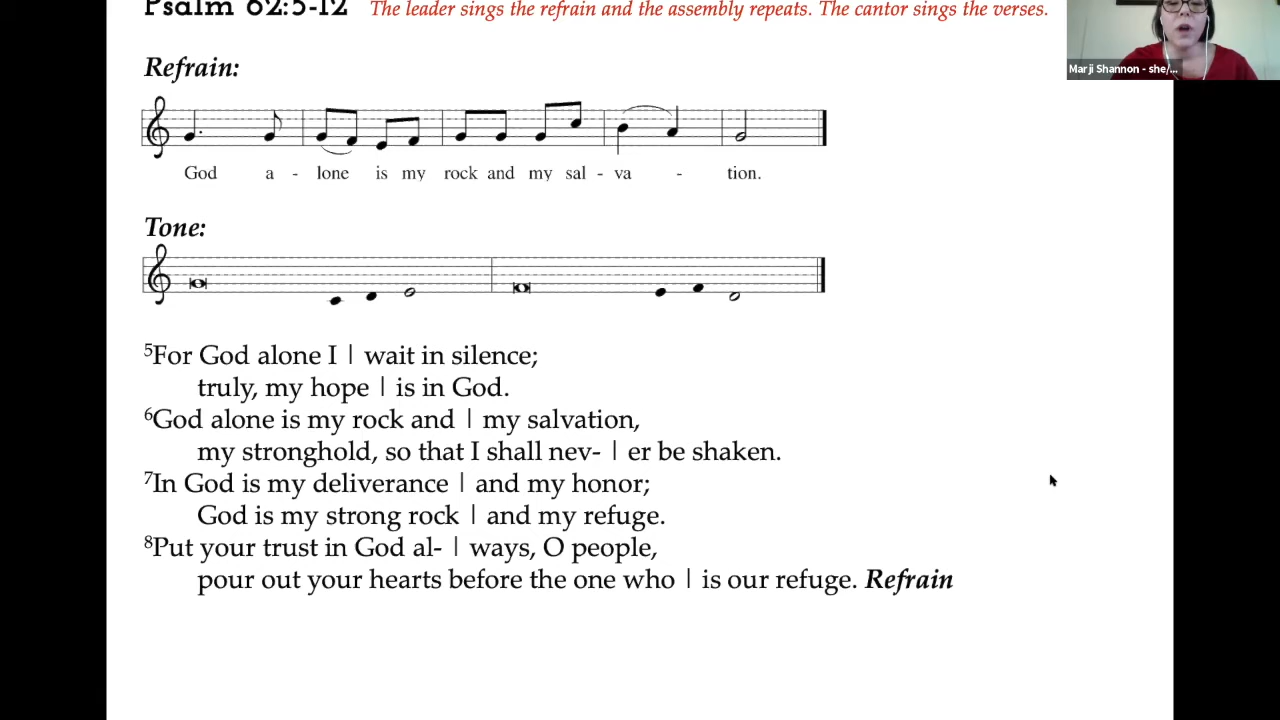 Psalm 62:5-12 The leader sings the refrain and the assembly repeats. The cantor sings the verses.
Marji Shannon - she/...
Refrain:
God a - lone is my rock and my sal - va - tion.
Tone:
5For God alone I | wait in silence;
truly, my hope | is in God.
6God alone is my rock and | my salvation,
my stronghold, so that I shall nev- | er be shaken.
7In God is my deliverance | and my honor;
God is my strong rock | and my refuge.
8Put your trust in God al- | ways, O people,
pour out your hearts before the one who | is our refuge. Refrain